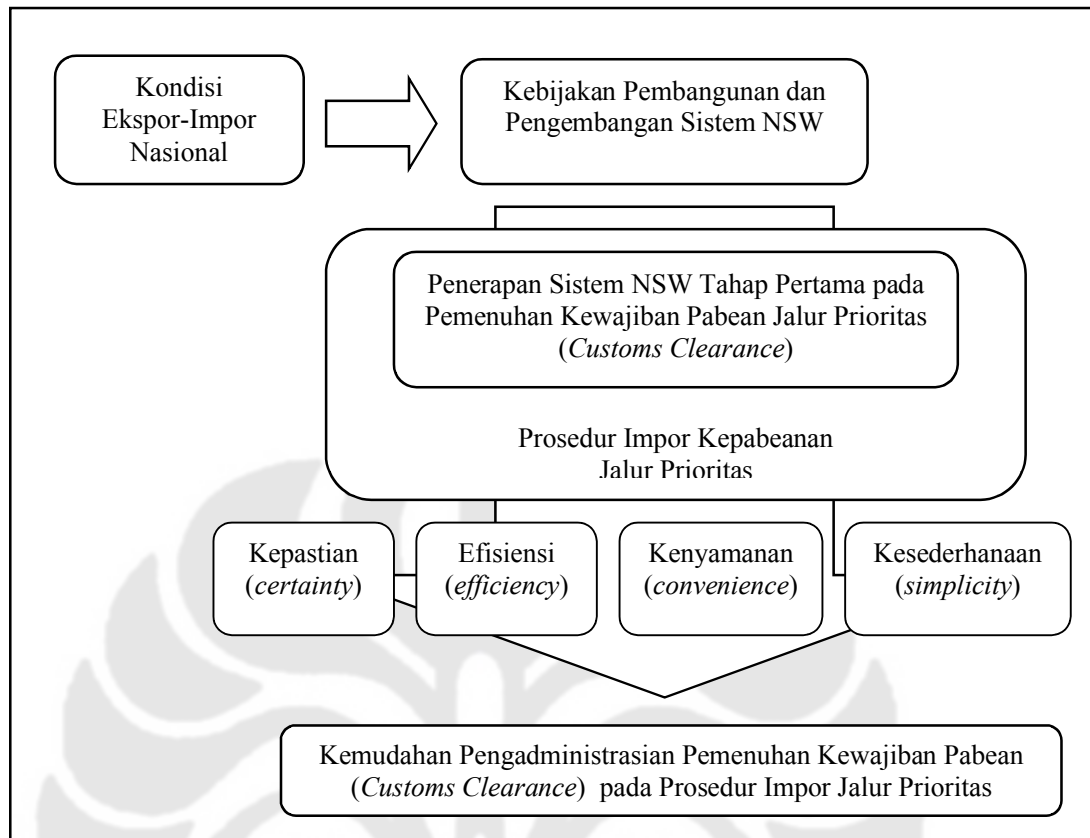 Kondisi
Ekspor-Impor
Nasional
Kebijakan Pembangunan dan
Pengembangan Sistem NSW
Penerapan Sistem NSW Tahap Pertama pada
Pemenuhan Kewajiban Pabean Jalur Prioritas
(Customs Clearance)
Prosedur Impor Kepabeanan
Jalur Prioritas
Kepastian
(certainty)
Efisiensi
(efficiency)
Kenyamanan
(convenience)
Kesederhanaan
(simplicity)
Kemudahan Pengadministrasian Pemenuhan Kewajiban Pabean
(Customs Clearance) pada Prosedur Impor Jalur Prioritas